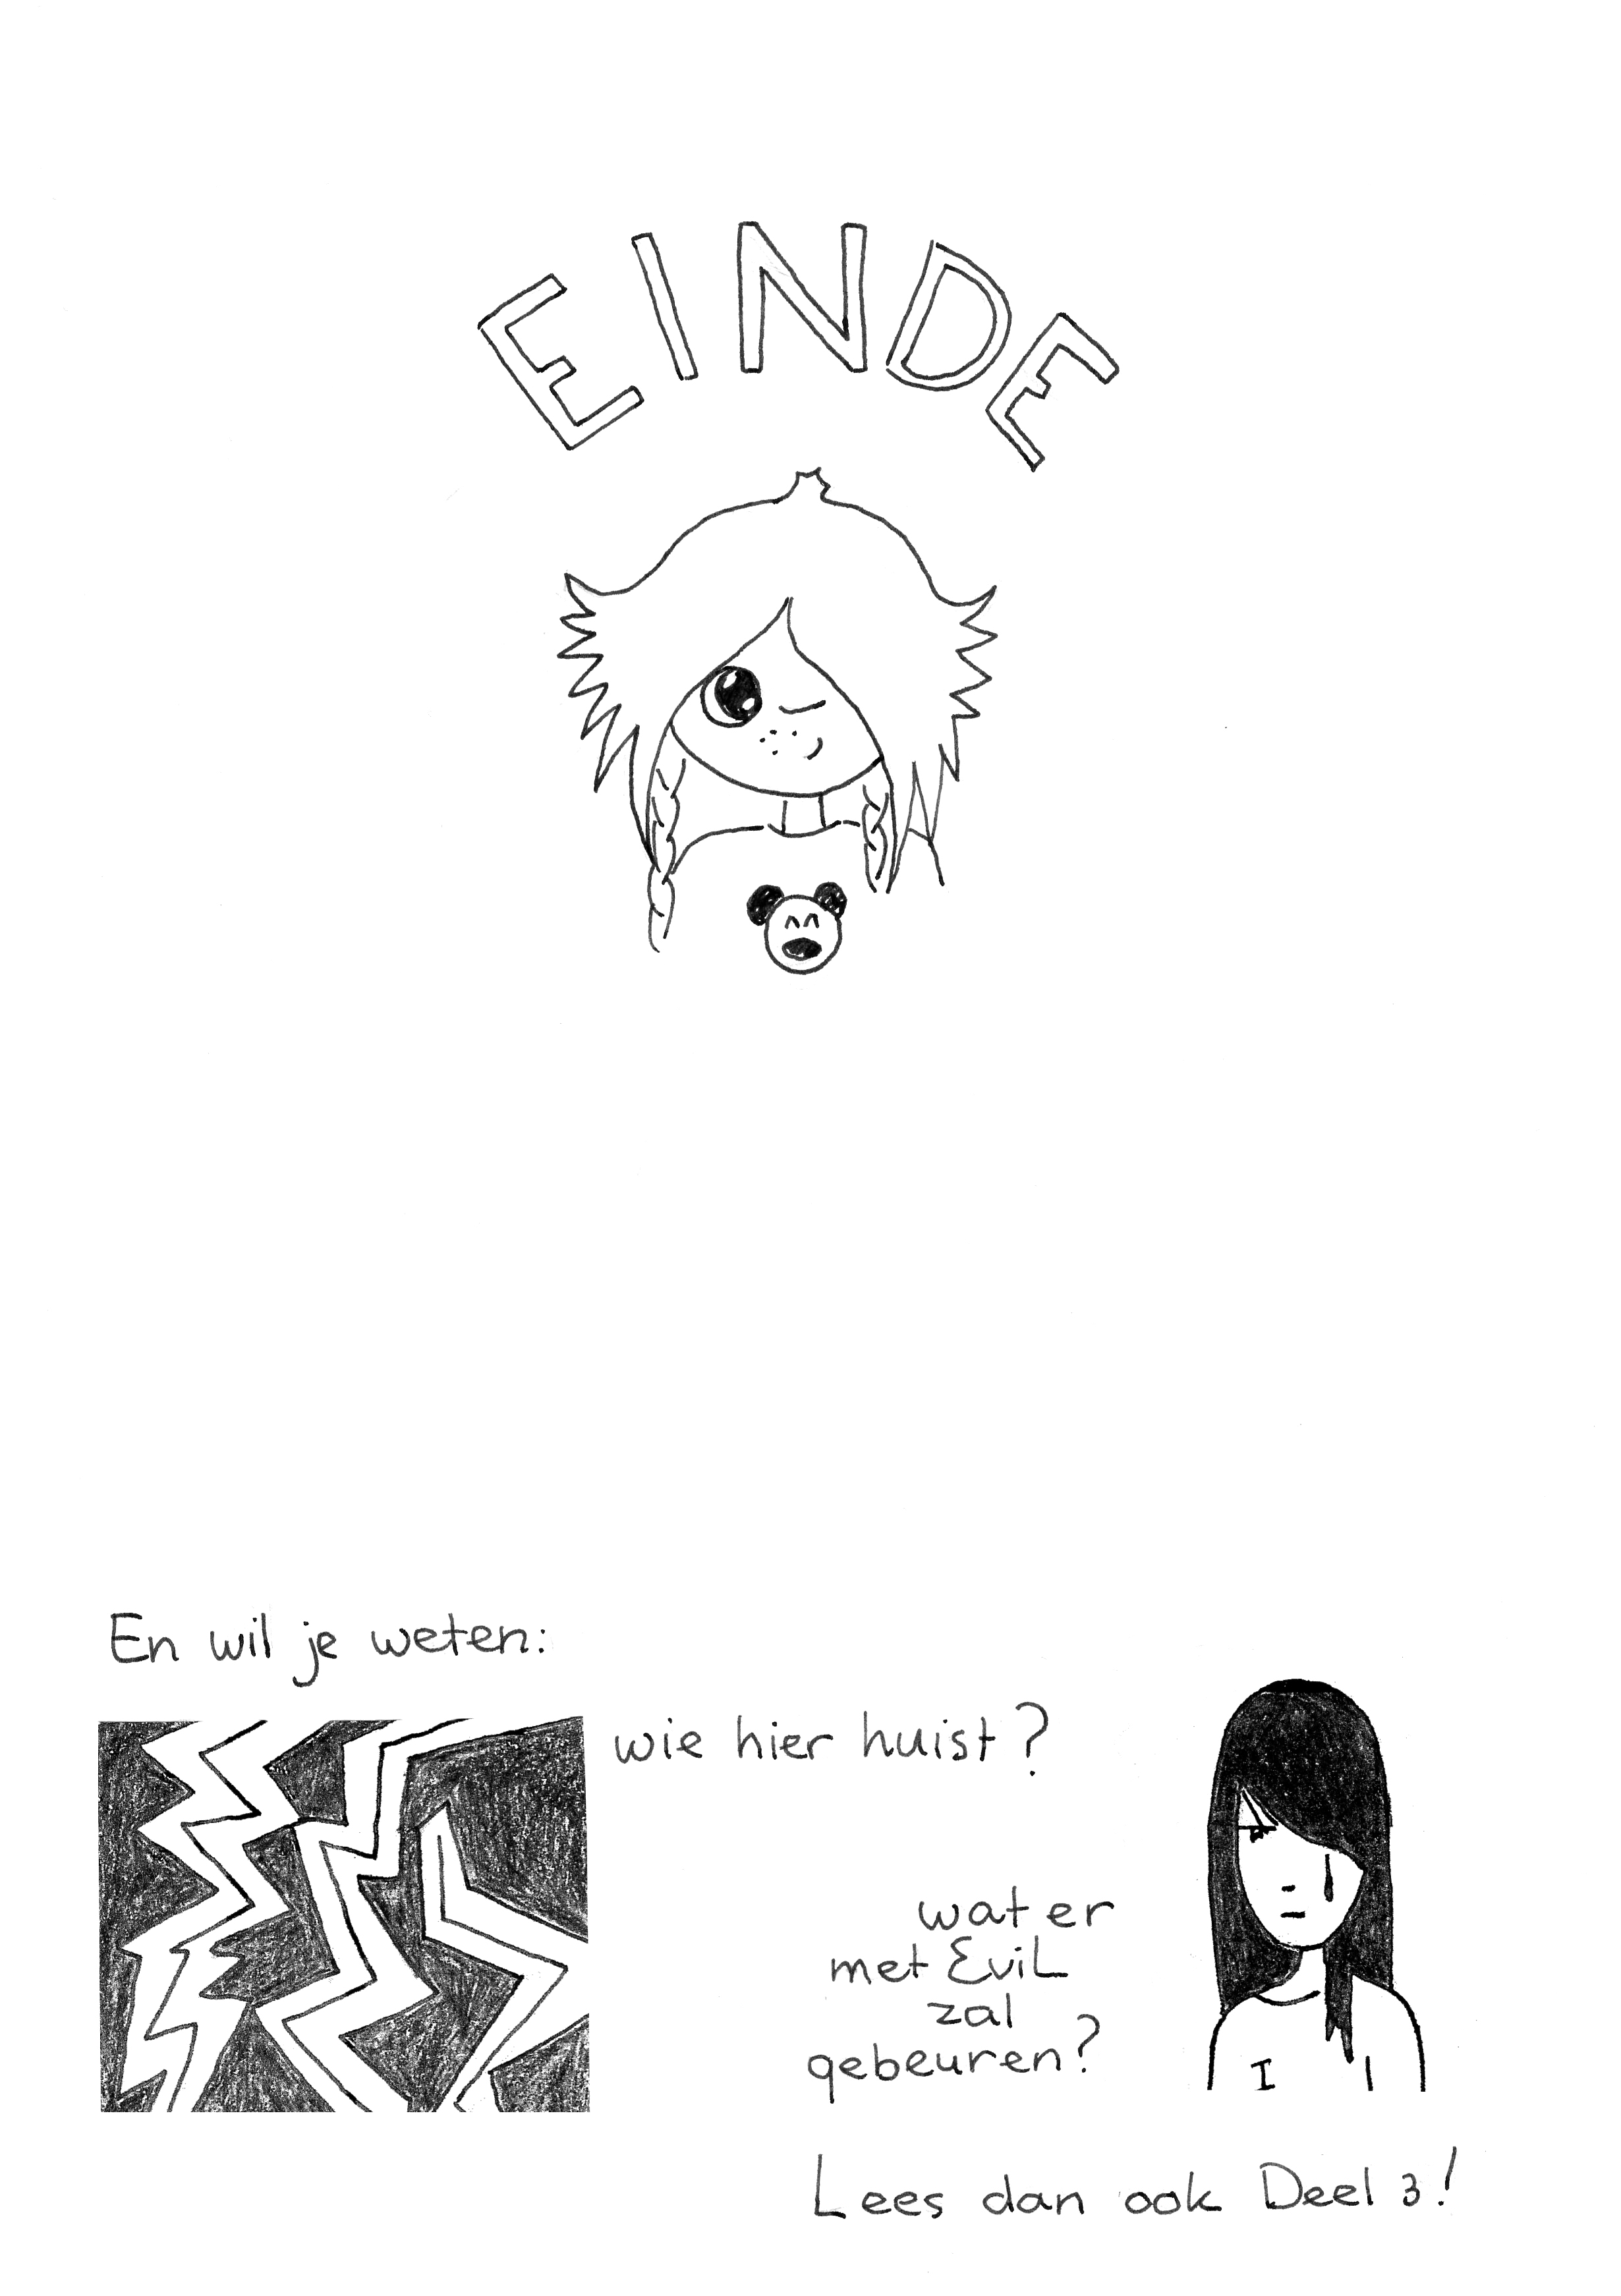 EINDE
En wil je weten:
wie hier huist?
wat er
met EviL
zal
gebeuren?
I I
Lees dan ook Deel 3!